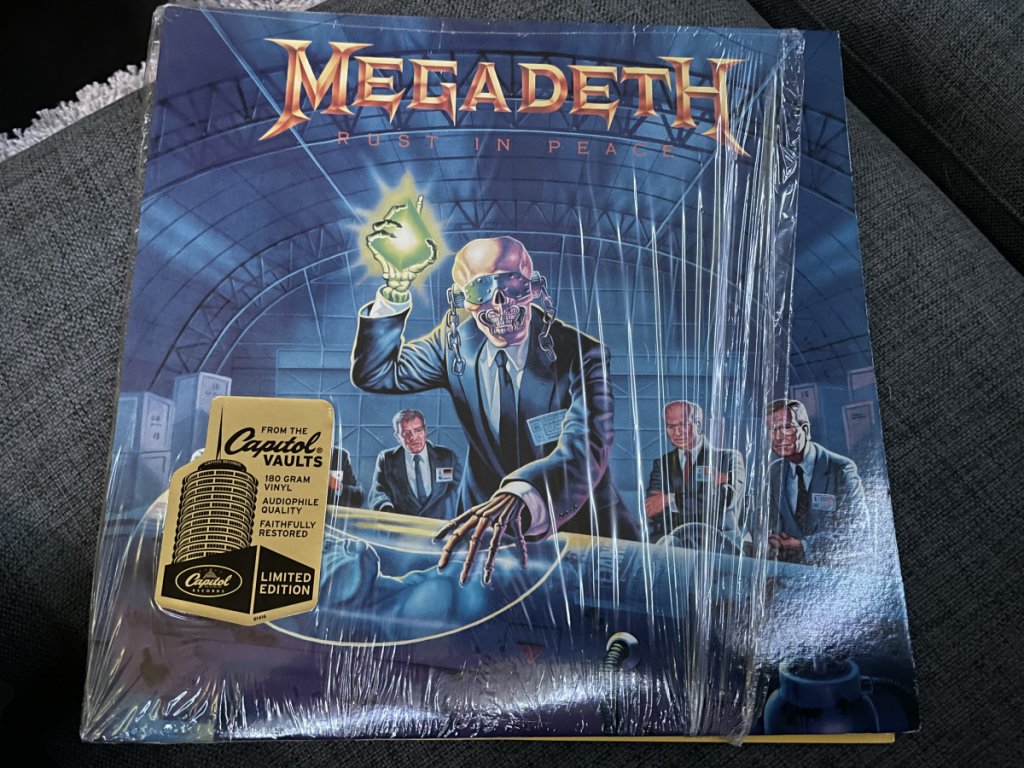 MEGADETH
RUST IN PEACE
FROM THE
Capitol®
VAULTS
180 GRAM
VINYL
AUDIOPHILE
QUALITY
FAITHFULLY
RESTORED
Capitol
RECORDS
LIMITED
EDITION